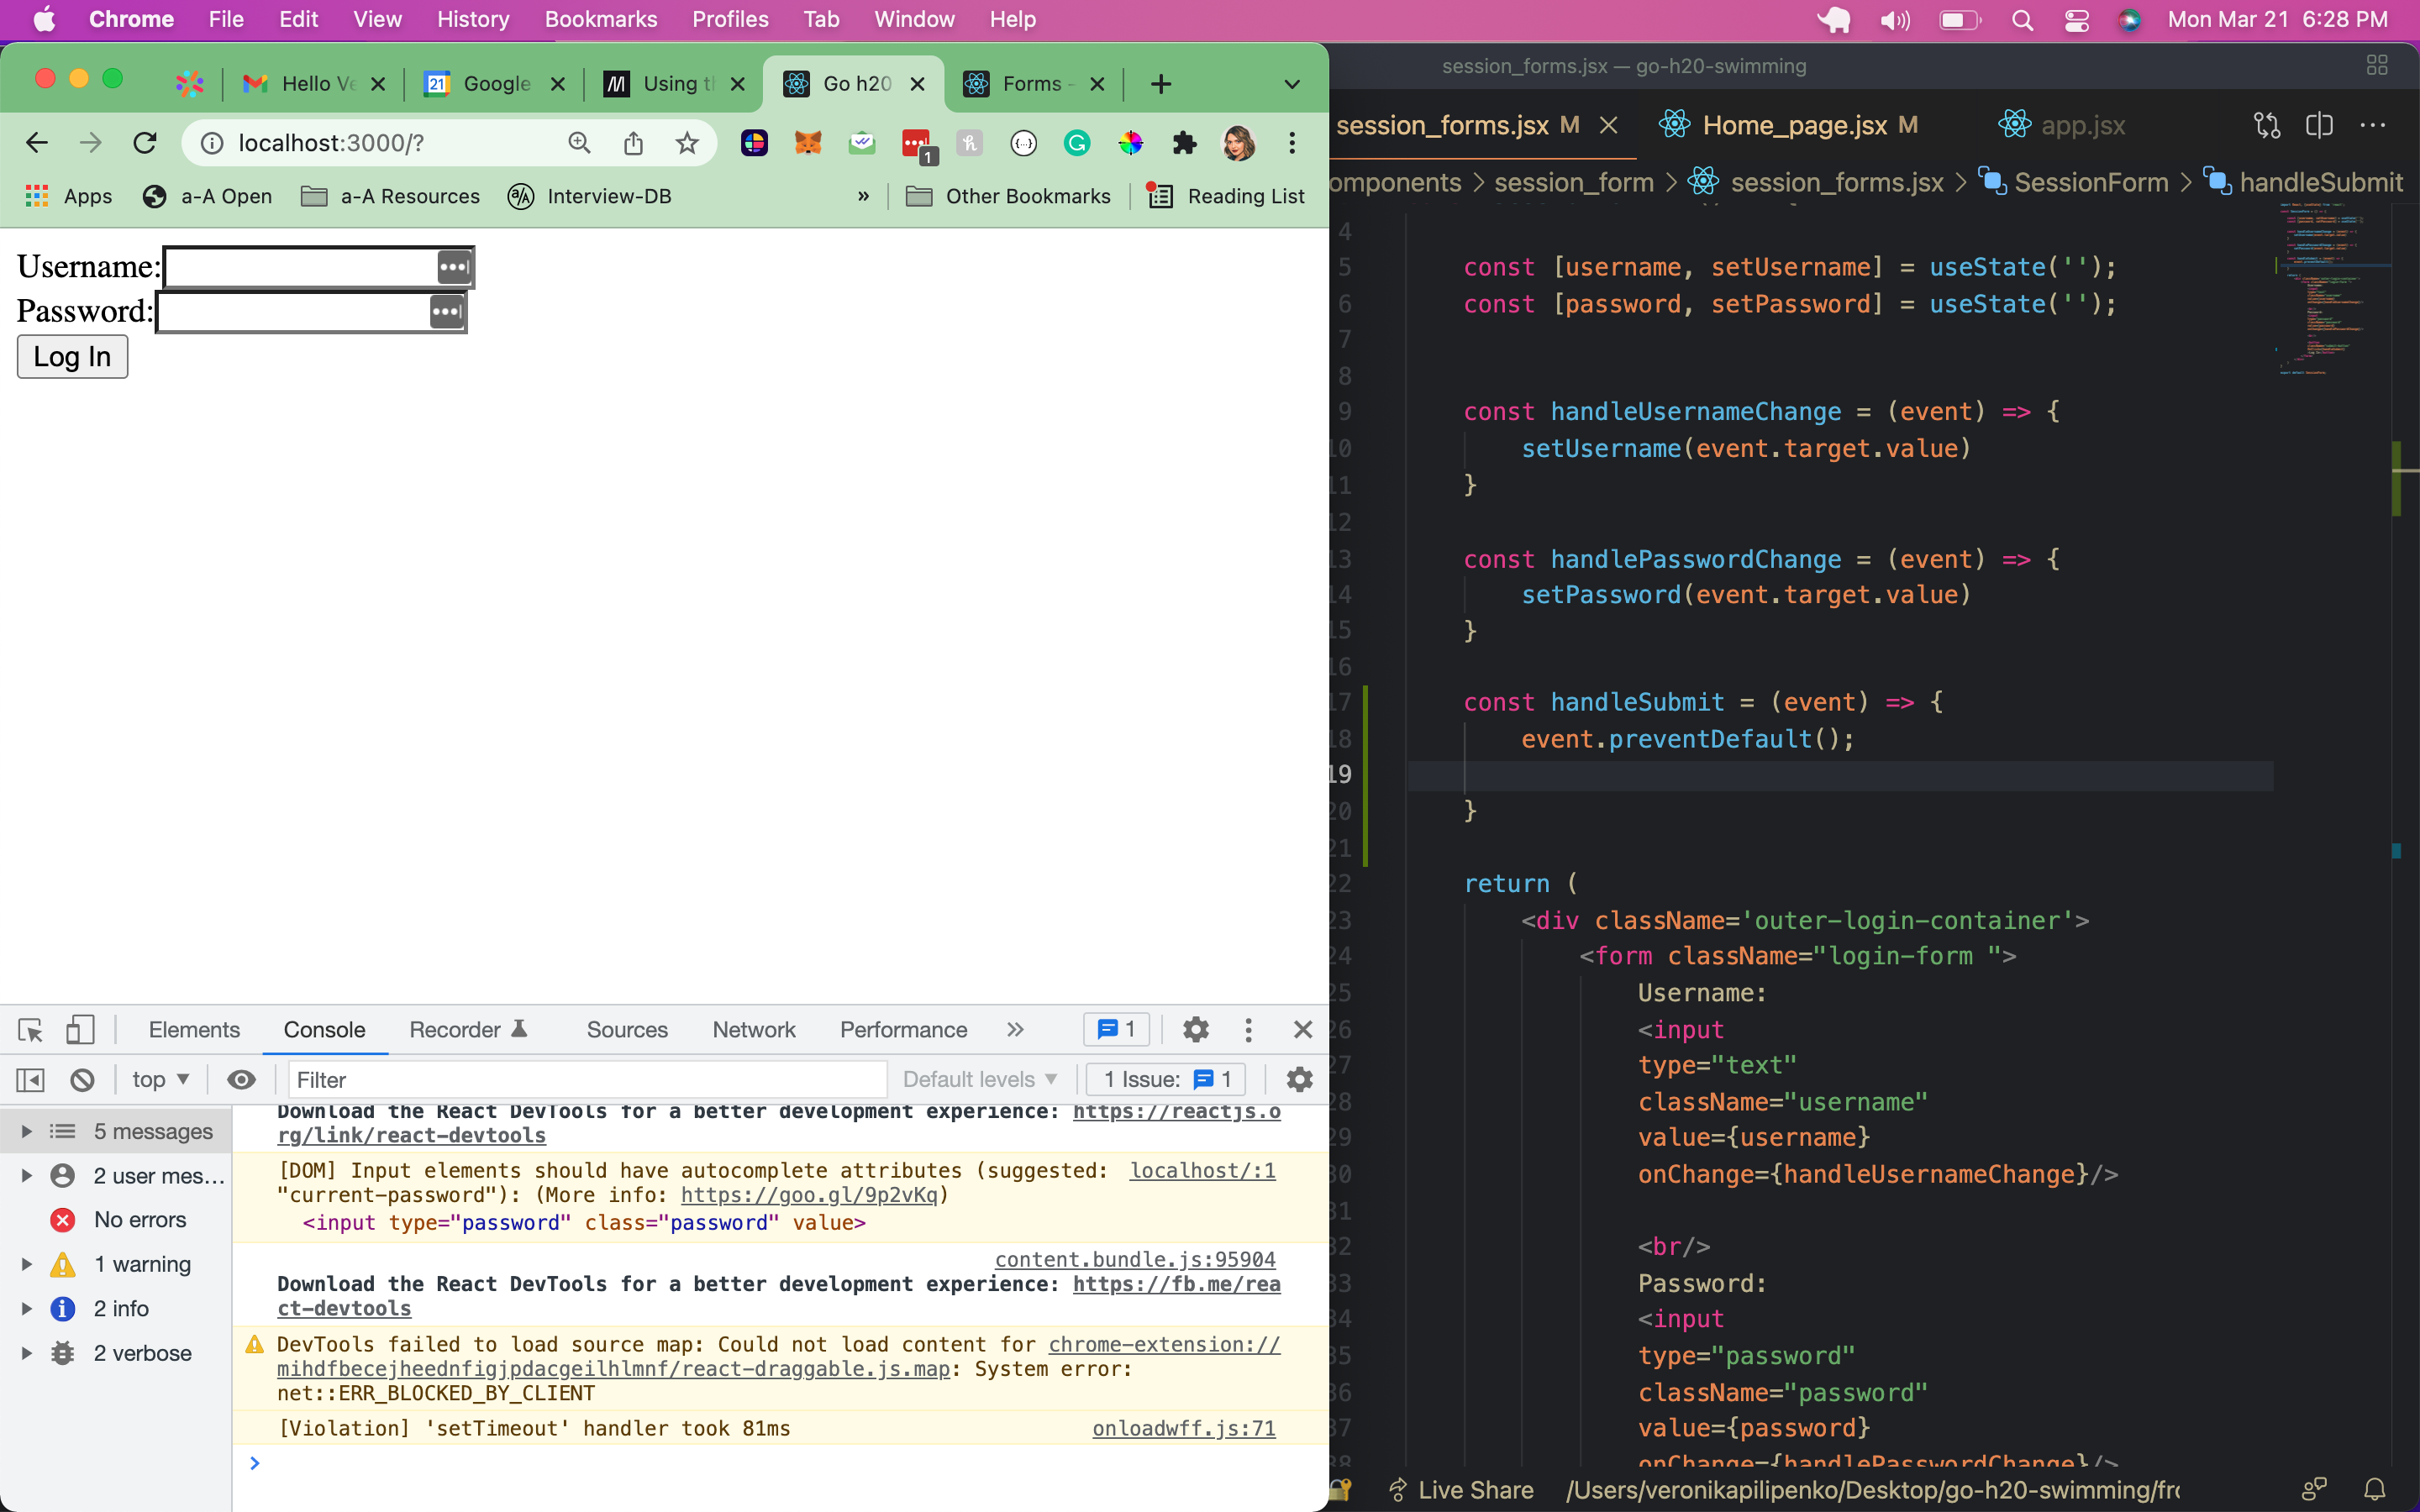 Chrome File Edit View History Bookmarks Profiles Tab Window Help Mon Mar 21 6:28 PM
Hello Ve Google Using t Go h20 Forms -
localhost:3000/?
1
Apps a-A Open a-A Resources Interview-DB » Other Bookmarks Reading List
Username:
Password:
Log In
Elements Console Recorder Sources Network Performance » 1
top Filter Default levels 1 Issue: 1
5 messages
2 user mes...
No errors
1 warning
2 info
2 verbose
Download the React DevTools for a better development experience: https://reactjs.o
rg/link/react-devtools
[DOM] Input elements should have autocomplete attributes (suggested: localhost/:1
"current-password"): (More info: https://goo.gl/9p2vKq)
<input type="password" class="password" value>
content.bundle.js:95904
Download the React DevTools for a better development experience: https://fb.me/rea
ct-devtools
DevTools failed to load source map: Could not load content for chrome-extension://
mihdfbecejheednfigjpdacgeilhlmnf/react-draggable.js.map: System error:
net::ERR_BLOCKED_BY_CLIENT
[Violation] 'setTimeout' handler took 81ms onloadwff.js:71
>
session_forms.jsx — go-h20-swimming
session_forms.jsx M Home_page.jsx M app.jsx
omponents > session_form > session_forms.jsx > SessionForm > handleSubmit
4
5 const [username, setUsername] = useState('');
6 const [password, setPassword] = useState('');
7
8
9 const handleUsernameChange = (event) => {
10 setUsername(event.target.value)
11 }
12
13 const handlePasswordChange = (event) => {
14 setPassword(event.target.value)
15 }
16
17 const handleSubmit = (event) => {
18 event.preventDefault();
19
20 }
21
22 return (
23 <div className='outer-login-container'>
24 <form className="login-form ">
25 Username:
26 <input
27 type="text"
28 className="username"
29 value={username}
30 onChange={handleUsernameChange}/>
31
32 <br/>
33 Password:
34 <input
35 type="password"
36 className="password"
37 value={password}
38 onChange={handlePasswordChange}/>
Live Share /Users/veronikapilipenko/Desktop/go-h20-swimming/fr